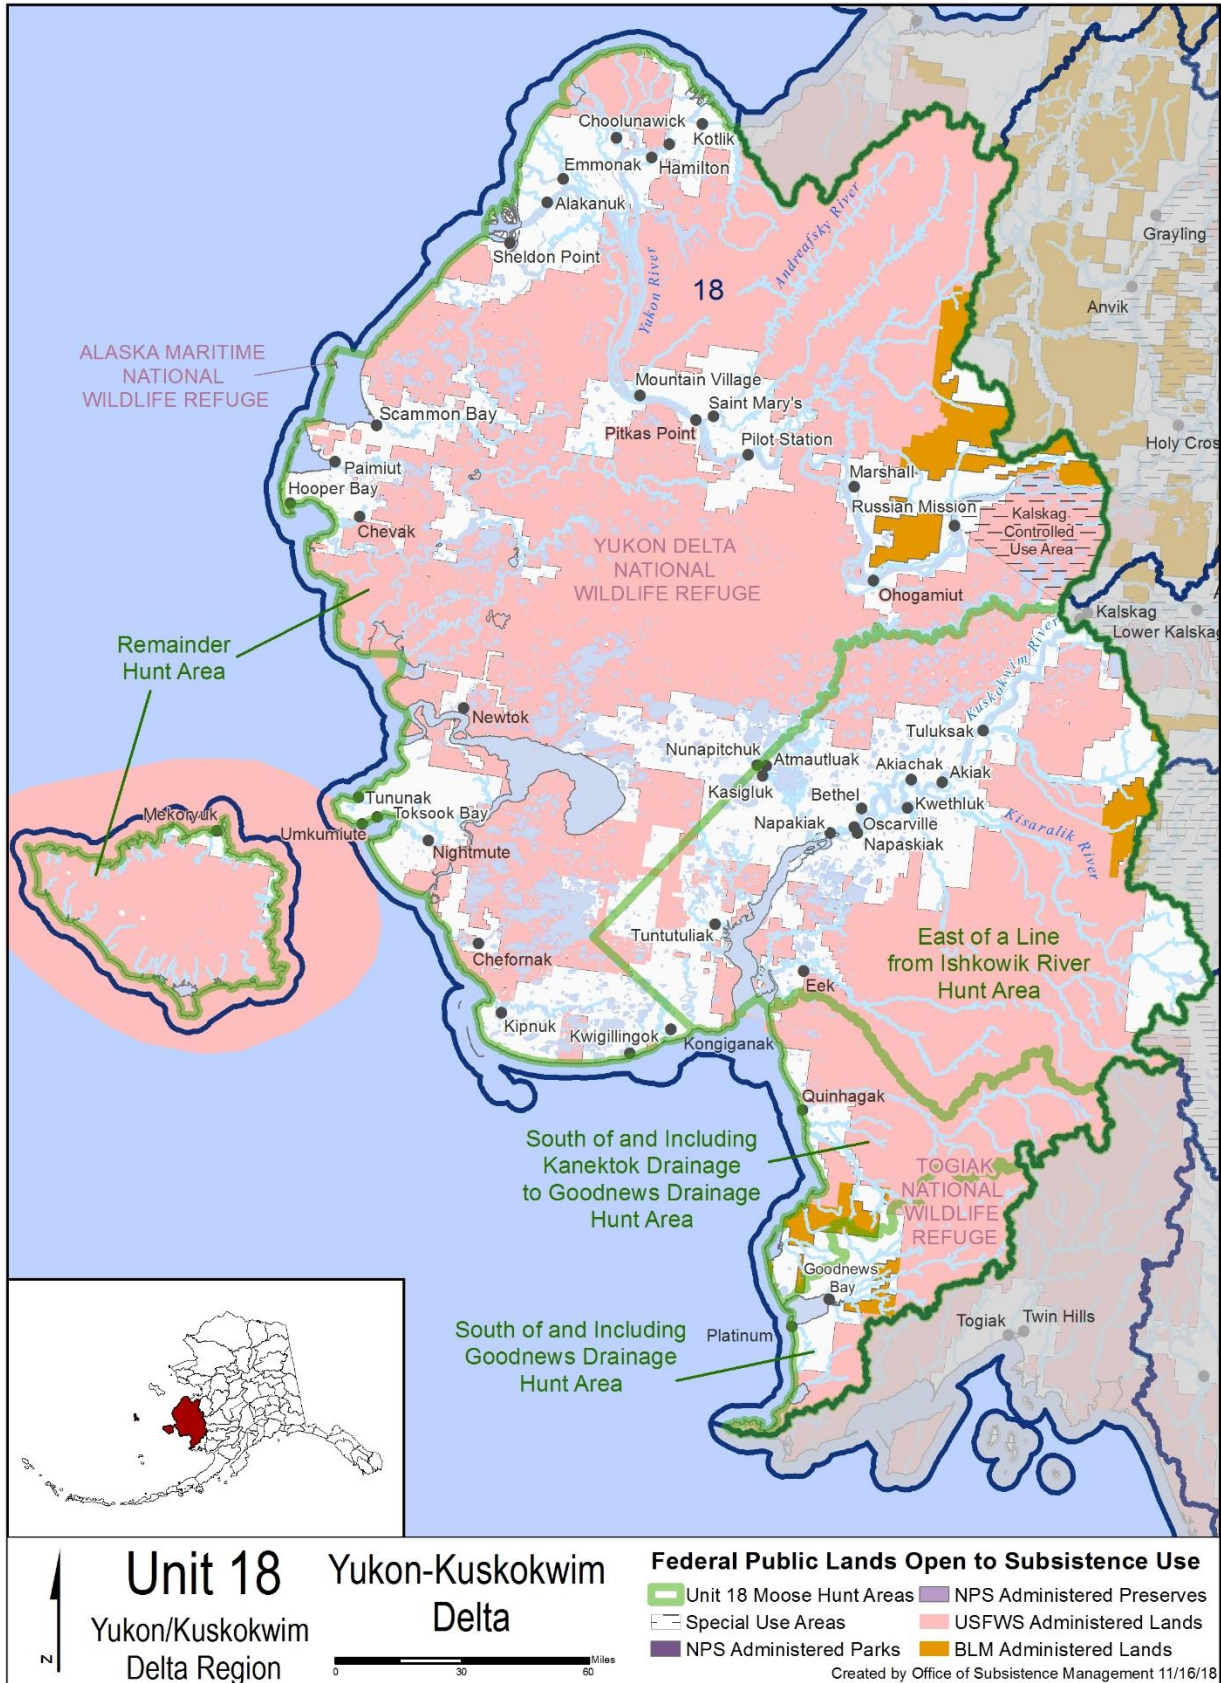 Choolunawick
Kotlik
Emmonak
Hamilton
Alakanuk
Sheldon Point
Andreafsky River
Grayling
Yukon River
18
Anvik
ALASKA MARITIME
NATIONAL
WILDLIFE REFUGE
Mountain Village
Saint Mary's
Scammon Bay
Pitkas Point
Pilot Station
Holy Cros
Paimiut
Marshall
Hooper Bay
Russian Mission
Chevak
Kalskag
Controlled
Use Area
YUKON DELTA
NATIONAL
WILDLIFE REFUGE
Ohogamiut
Kalskag
Lower Kalskag
Remainder
Hunt Area
Kuskokwim River
Newtok
Tuluksak
Nunapitchuk
Atmautluak
Akiachak
Akiak
Kasigluk
Tununak
Bethel
Kwethluk
Mekoryuk
Toksook Bay
Umkumiute
Napakiak
Oscarville
Napaskiak
Kisaralik River
Nightmute
Tuntutuliak
East of a Line
from Ishkowik River
Hunt Area
Chefornak
Eek
Kipnuk
Kwigillingok
Kongiganak
Quinhagak
South of and Including
Kanektok Drainage
to Goodnews Drainage
Hunt Area
TOGIAK
NATIONAL
WILDLIFE
REFUGE
Goodnews
Bay
Platinum
Togiak
Twin Hills
South of and Including
Goodnews Drainage
Hunt Area
N
Unit 18
Yukon/Kuskokwim
Delta Region
Yukon-Kuskokwim
Delta
Miles
0 30 60
Federal Public Lands Open to Subsistence Use
Unit 18 Moose Hunt Areas
NPS Administered Preserves
Special Use Areas
USFWS Administered Lands
NPS Administered Parks
BLM Administered Lands
Created by Office of Subsistence Management 11/16/18